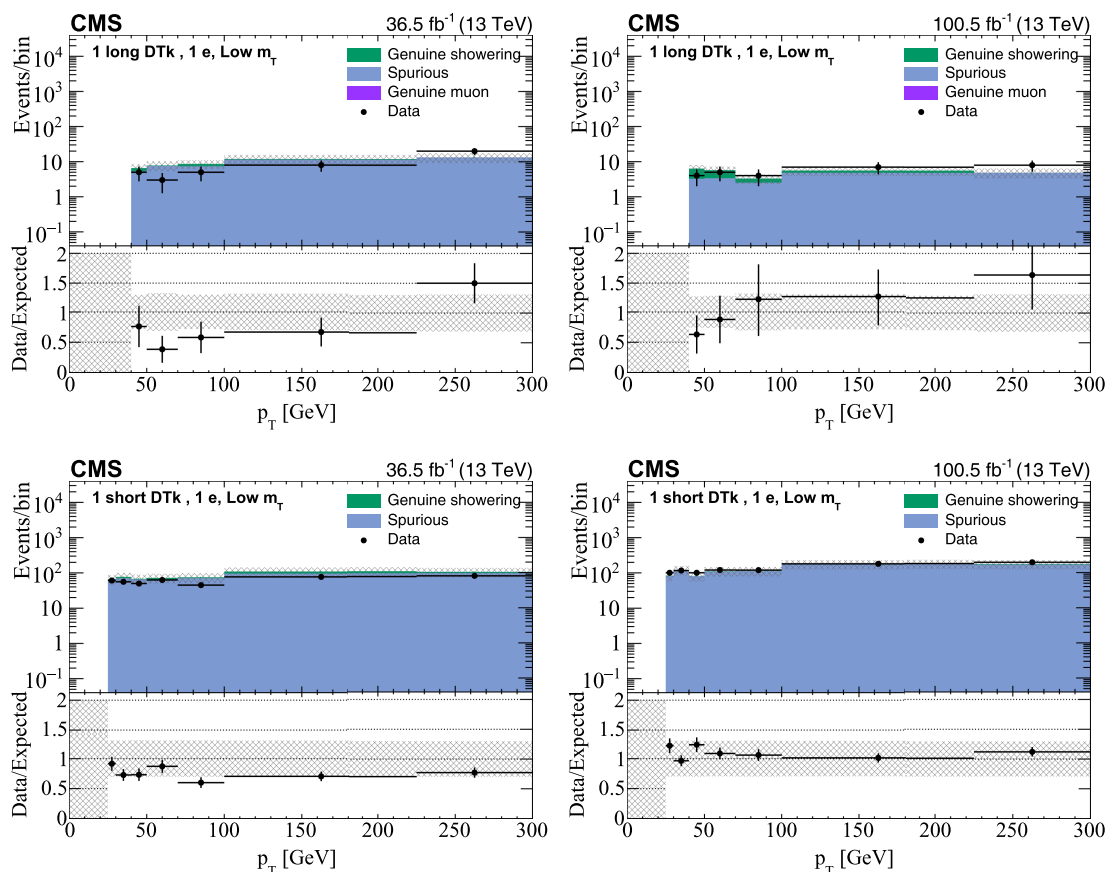 CMS 36.5 fb⁻¹ (13 TeV)
1 long DTk , 1 e, Low m_T
Genuine showering
Spurious
Genuine muon
Data
Events/bin
10⁴
10³
10²
10
1
10⁻¹
Data/Expected
2
1.5
1
0.5
0
0 50 100 150 200 250 300
p_T [GeV]
CMS 100.5 fb⁻¹ (13 TeV)
1 long DTk , 1 e, Low m_T
Genuine showering
Spurious
Genuine muon
Data
Events/bin
10⁴
10³
10²
10
1
10⁻¹
Data/Expected
2
1.5
1
0.5
0
0 50 100 150 200 250 300
p_T [GeV]
CMS 36.5 fb⁻¹ (13 TeV)
1 short DTk , 1 e, Low m_T
Genuine showering
Spurious
Data
Events/bin
10⁴
10³
10²
10
1
10⁻¹
Data/Expected
2
1.5
1
0.5
0
0 50 100 150 200 250 300
p_T [GeV]
CMS 100.5 fb⁻¹ (13 TeV)
1 short DTk , 1 e, Low m_T
Genuine showering
Spurious
Data
Events/bin
10⁴
10³
10²
10
1
10⁻¹
Data/Expected
2
1.5
1
0.5
0
0 50 100 150 200 250 300
p_T [GeV]